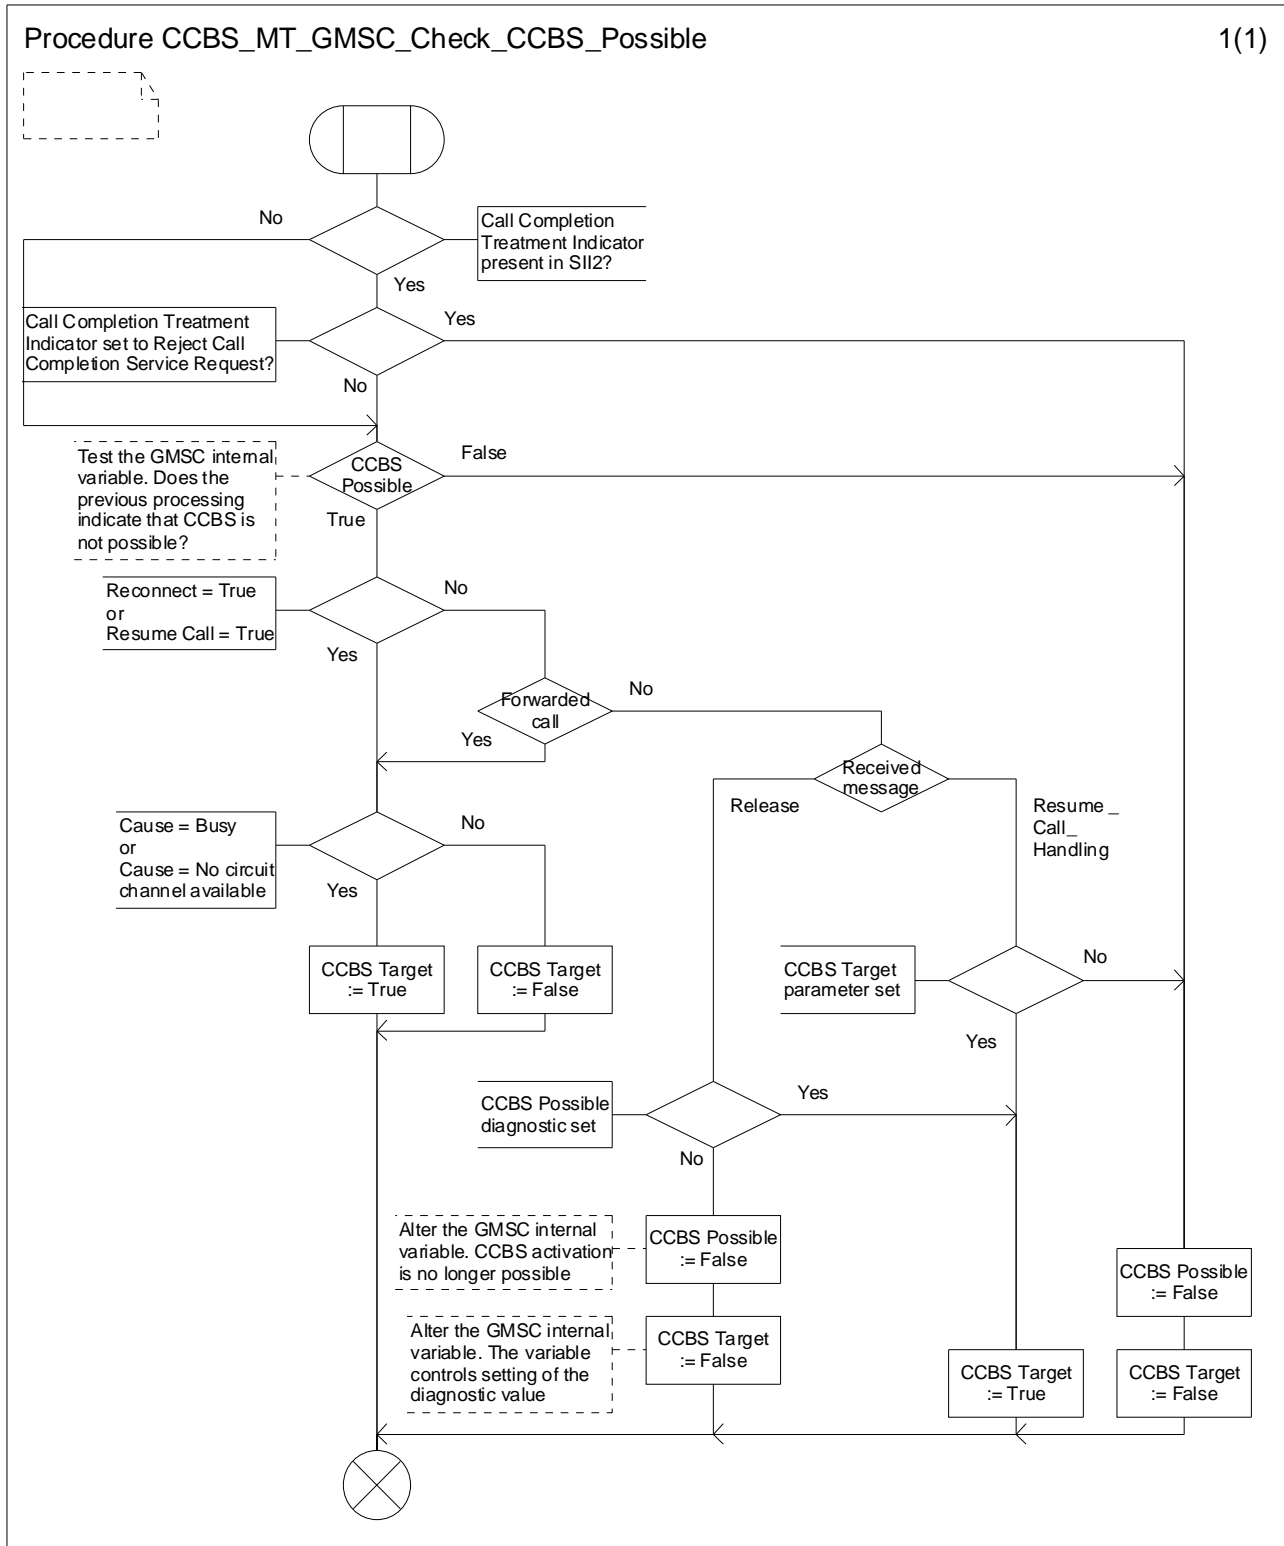 Procedure CCBS_MT_GMSC_Check_CCBS_Possible
1(1)
No
Call Completion
Treatment Indicator
present in SII2?
Yes
Call Completion Treatment
Indicator set to Reject Call
Completion Service Request?
Yes
No
Test the GMSC internal
variable. Does the
previous processing
indicate that CCBS is
not possible?
CCBS
Possible
False
True
Reconnect = True
or
Resume Call = True
No
Yes
Forwarded
call
No
Yes
Received
message
Release
Resume_
Call_
Handling
Cause = Busy
or
Cause = No circuit
channel available
No
Yes
CCBS Target
:= True
CCBS Target
:= False
CCBS Target
parameter set
No
Yes
CCBS Possible
diagnostic set
Yes
No
Alter the GMSC internal
variable. CCBS activation
is no longer possible
CCBS Possible
:= False
CCBS Possible
:= False
Alter the GMSC internal
variable. The variable
controls setting of the
diagnostic value
CCBS Target
:= False
CCBS Target
:= True
CCBS Target
:= False